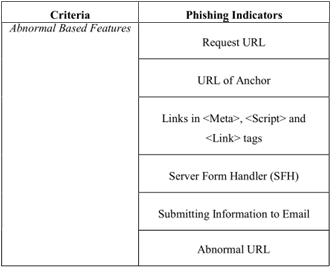 Criteria Phishing Indicators
Abnormal Based Features
Request URL
URL of Anchor
Links in <Meta>, <Script> and
<Link> tags
Server Form Handler (SFH)
Submitting Information to Email
Abnormal URL